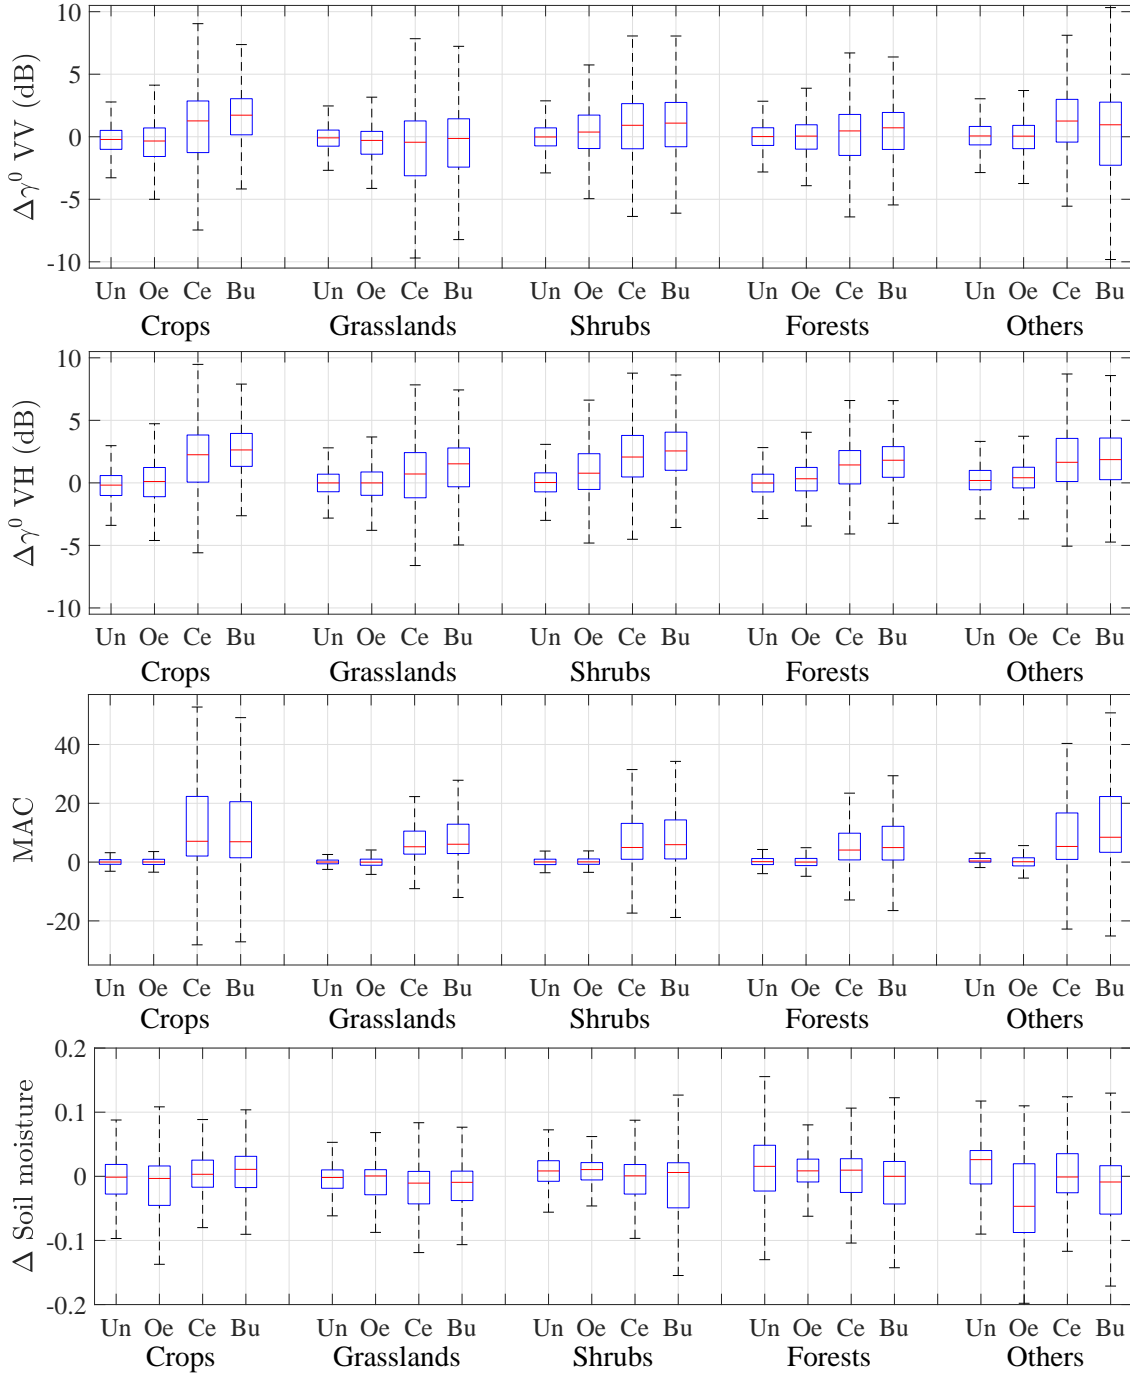 10
5
0
-5
-10
Δγ⁰ VV (dB)
Un Oe Ce Bu Un Oe Ce Bu Un Oe Ce Bu Un Oe Ce Bu Un Oe Ce Bu
Crops Grasslands Shrubs Forests Others
10
5
0
-5
-10
Δγ⁰ VH (dB)
Un Oe Ce Bu Un Oe Ce Bu Un Oe Ce Bu Un Oe Ce Bu Un Oe Ce Bu
Crops Grasslands Shrubs Forests Others
40
20
0
-20
MAC
Un Oe Ce Bu Un Oe Ce Bu Un Oe Ce Bu Un Oe Ce Bu Un Oe Ce Bu
Crops Grasslands Shrubs Forests Others
0.2
0.1
0
-0.1
-0.2
Δ Soil moisture
Un Oe Ce Bu Un Oe Ce Bu Un Oe Ce Bu Un Oe Ce Bu Un Oe Ce Bu
Crops Grasslands Shrubs Forests Others